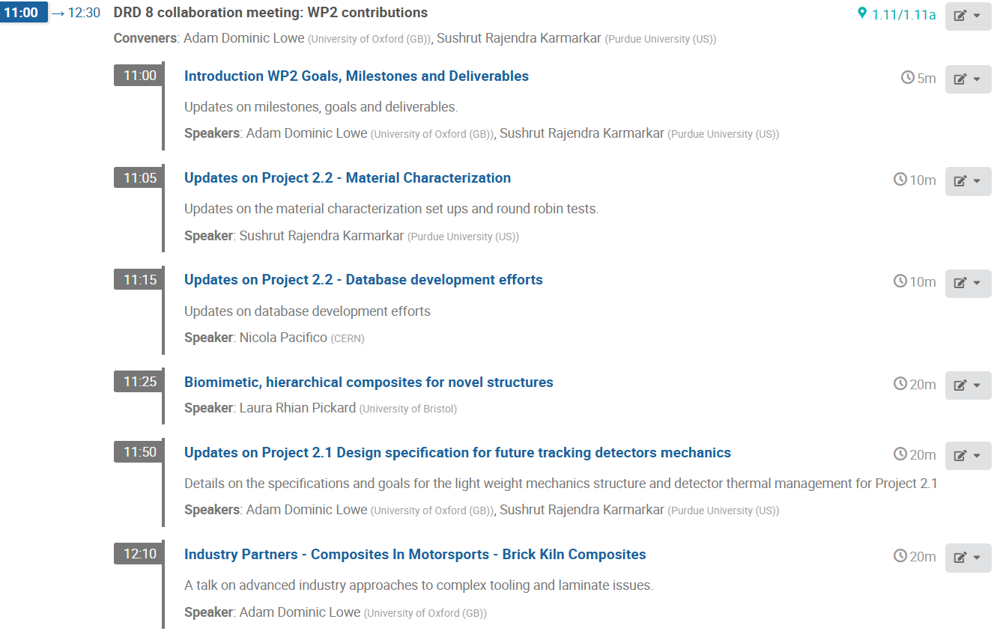 11:00 → 12:30 DRD 8 collaboration meeting: WP2 contributions 1.11/1.11a
Conveners: Adam Dominic Lowe (University of Oxford (GB)), Sushrut Rajendra Karmarkar (Purdue University (US))
11:00 Introduction WP2 Goals, Milestones and Deliverables 5m
Updates on milestones, goals and deliverables.
Speakers: Adam Dominic Lowe (University of Oxford (GB)), Sushrut Rajendra Karmarkar (Purdue University (US))
11:05 Updates on Project 2.2 - Material Characterization 10m
Updates on the material characterization set ups and round robin tests.
Speaker: Sushrut Rajendra Karmarkar (Purdue University (US))
11:15 Updates on Project 2.2 - Database development efforts 10m
Updates on database development efforts
Speaker: Nicola Pacifico (CERN)
11:25 Biomimetic, hierarchical composites for novel structures 20m
Speaker: Laura Rhian Pickard (University of Bristol)
11:50 Updates on Project 2.1 Design specification for future tracking detectors mechanics 20m
Details on the specifications and goals for the light weight mechanics structure and detector thermal management for Project 2.1
Speakers: Adam Dominic Lowe (University of Oxford (GB)), Sushrut Rajendra Karmarkar (Purdue University (US))
12:10 Industry Partners - Composites In Motorsports - Brick Kiln Composites 20m
A talk on advanced industry approaches to complex tooling and laminate issues.
Speaker: Adam Dominic Lowe (University of Oxford (GB))